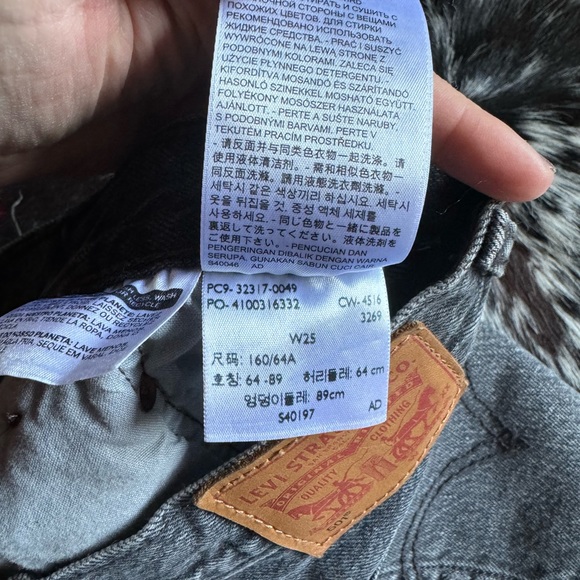 ПОХОЖИХ ЦВЕТОВ. ДЛЯ СТИРКИ
РЕКОМЕНДОВАНО ИСПОЛЬЗОВАТЬ
ЖИДКИЕ СРЕДСТВА. - PRAĆ I SUSZYĆ
WYWRÓCONE NA LEWĄ STRONĘ Z
PODOBNYMI KOLORAMI. ZALECA SIĘ
UŻYWANIE PŁYNNEGO DETERGENTU. -
KIFORDÍTVA MOSANDÓ ÉS SZÁRÍTANDÓ
HASONLÓ SZINEKKEL MOSHATÓ EGYÜTT.
FOLYÉKONY MOSÓSZER HASZNÁLATA
AJÁNLOTT. - PERTE A SUŠTE NARUBY,
S PODOBNÝMI BARVAMI. PERTE V
TEKUTÉM PRACÍM PROSTŘEDKU.
- 请反面并与同类色衣物一起洗涤。请
使用液体清洁剂。- 需和相似色衣物一
同反面洗滌。請用液態洗衣劑洗滌。-
세탁시 같은 색상끼리 하십시오. 세탁시
옷을 뒤집을 것. 중성 액체 세제를
사용하세요. - 同じ色物と一緒に製品を
裏返して洗ってください。液体洗剤を
使用して下さい。- PENCUCIAN DAN
PENGERINGAN DIBALIK DENGAN WARNA
SERUPA. GUNAKAN SABUN CUCI CAIR
S40046 AD
PC9- 32317-0049
PO- 4100316332 CW- 4516
3269
W25
尺码: 160/64A
호칭: 64 -89 허리둘레: 64 cm
엉덩이둘레: 89cm
S40197 AD
LEVI STRA
CO
QUALITY CLOTHING